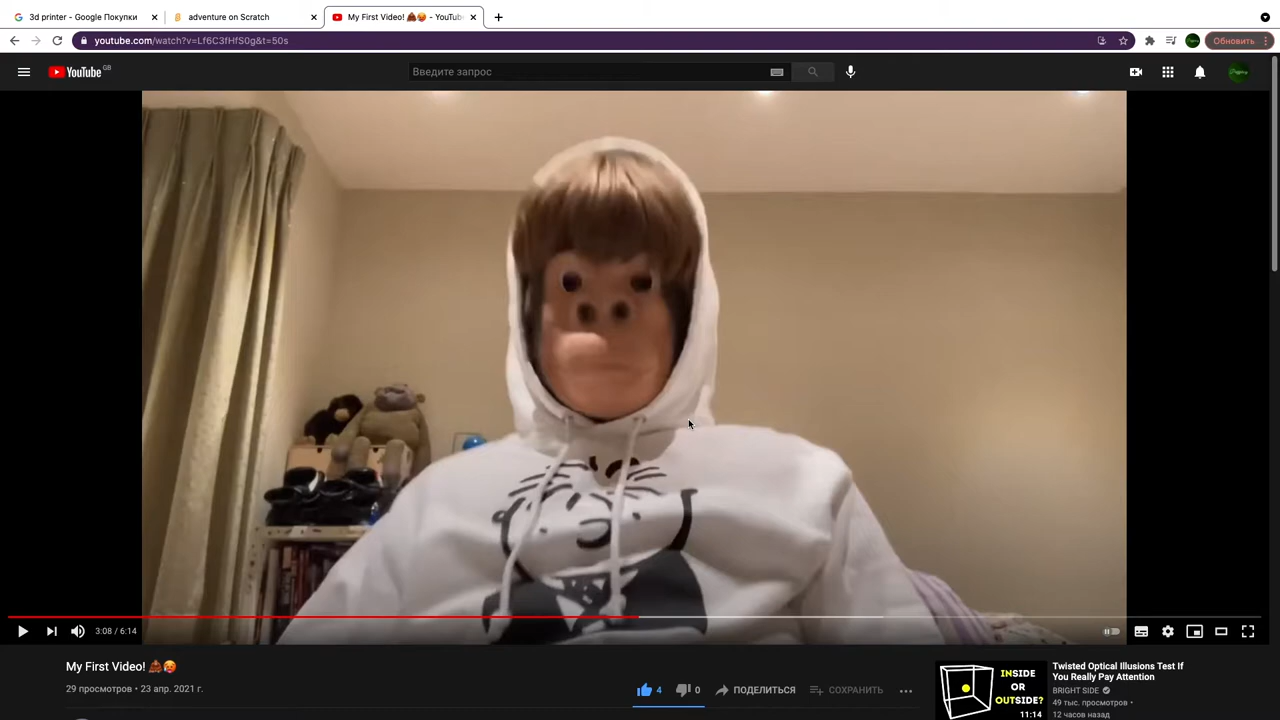 3d printer - Google Покупки
adventure on Scratch
My First Video! 💩🥵 - YouTube
youtube.com/watch?v=Lf6C3fHfS0g&t=50s
Обновить
YouTube GB
Введите запрос
3:08 / 6:14
My First Video! 💩🥵
29 просмотров • 23 апр. 2021 г.
4
0
ПОДЕЛИТЬСЯ
СОХРАНИТЬ
INSIDE
OR
OUTSIDE?
11:14
Twisted Optical Illusions Test If
You Really Pay Attention
BRIGHT SIDE
49 тыс. просмотров •
12 часов назад